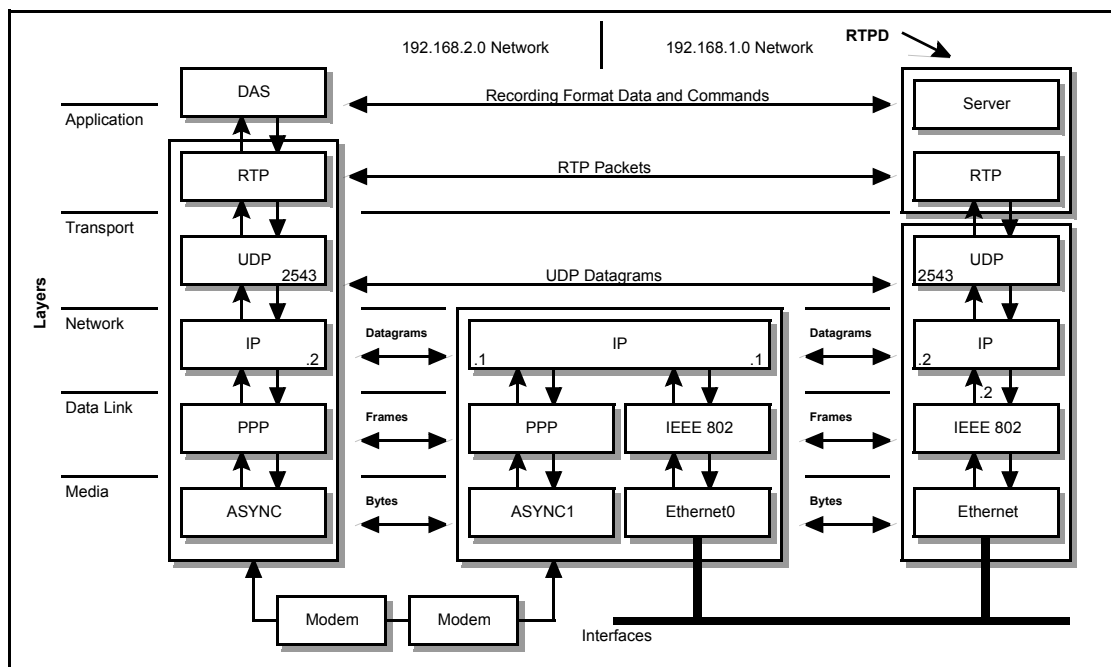 192.168.2.0 Network
192.168.1.0 Network
RTPD
DAS
Recording Format Data and Commands
Server
Application
RTP
RTP Packets
RTP
Transport
UDP
2543
UDP Datagrams
2543
UDP
Layers
Network
IP
.2
Datagrams
.1
IP
.1
Datagrams
.2
IP
.2
Data Link
PPP
Frames
PPP
IEEE 802
Frames
IEEE 802
Media
ASYNC
Bytes
ASYNC1
Ethernet0
Bytes
Ethernet
Modem
Modem
Interfaces